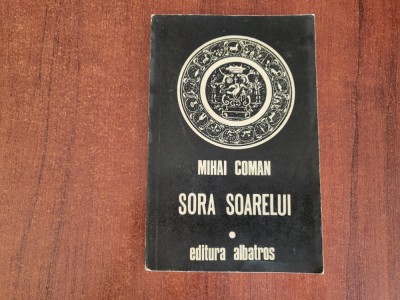 MIHAI COMAN
SORA SOARELUI
editura albatros